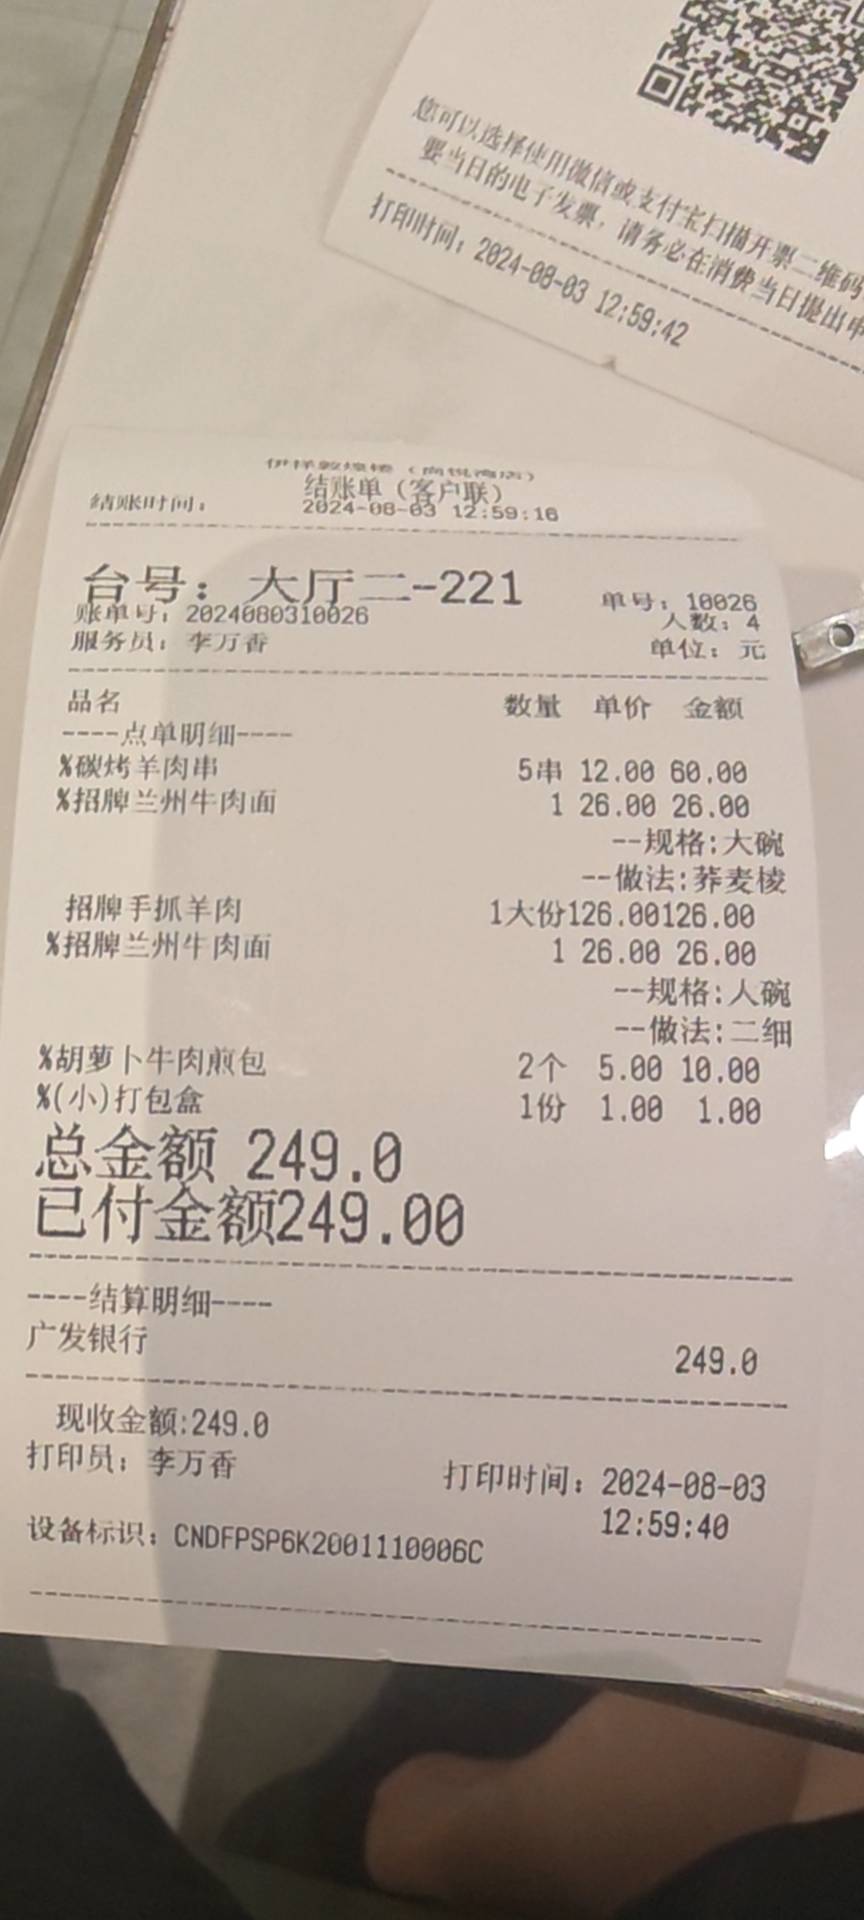 您可以选择使用微信或支付宝扫描开票二维码
要当日的电子发票，请务必在消费当日提出申
打印时间：2024-08-03 12:59:42
结账单（客户联）
结账时间： 2024-08-03 12:59:16
台号：大厅二-221
单号：10026
账单号：2024080310026
人数：4
服务员：李万香
单位：元
品名 数量 单价 金额
----点单明细----
%碳烤羊肉串 5串 12.00 60.00
%招牌兰州牛肉面 1 26.00 26.00
--规格:大碗
--做法:荞麦棱
招牌手抓羊肉 1大份126.00126.00
%招牌兰州牛肉面 1 26.00 26.00
--规格:大碗
--做法:二细
%胡萝卜牛肉煎包 2个 5.00 10.00
%(小)打包盒 1份 1.00 1.00
总金额 249.0
已付金额249.00
----结算明细----
广发银行 249.0
现收金额:249.0
打印员：李万香 打印时间：2024-08-03
12:59:40
设备标识：CNDFPSP6K2001110006C